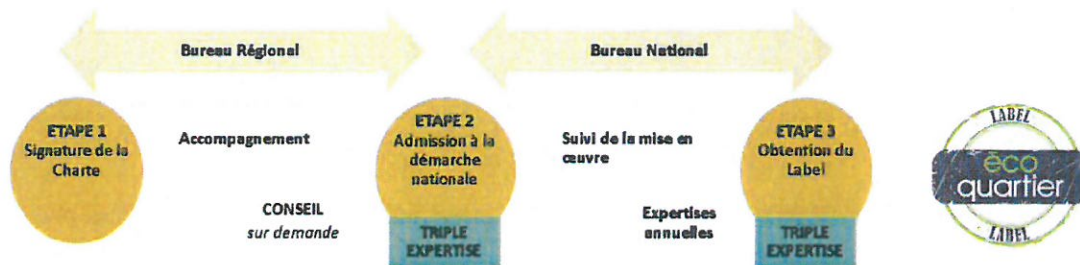 Bureau Régional
Bureau National
ETAPE 1
Signature de la
Charte
Accompagnement
CONSEIL
sur demande
ETAPE 2
Admission à la
démarche
nationale
TRIPLE
EXPERTISE
Suivi de la mise en
œuvre
Expertises
annuelles
ETAPE 3
Obtention du
Label
TRIPLE
EXPERTISE
LABEL
éco
quartier
LABEL